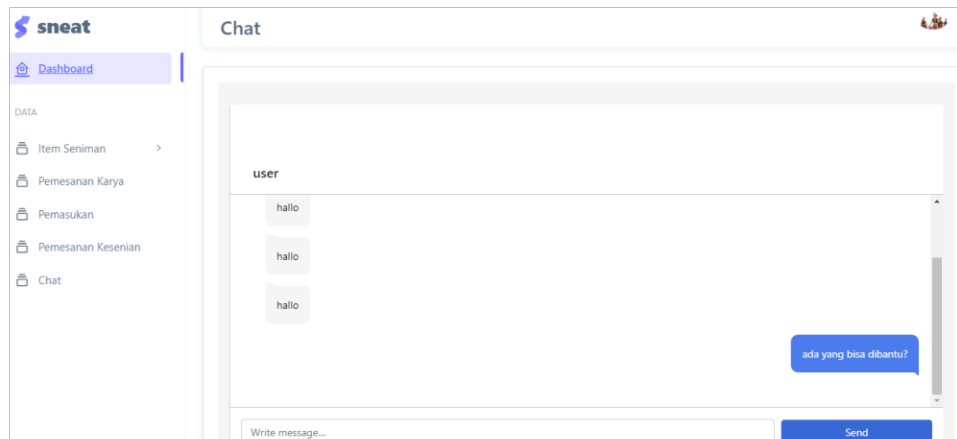 sneat
Dashboard
DATA
Item Seniman
Pemesanan Karya
Pemasukan
Pemesanan Kesenian
Chat
Chat
user
hallo
hallo
hallo
ada yang bisa dibantu?
Write message...
Send